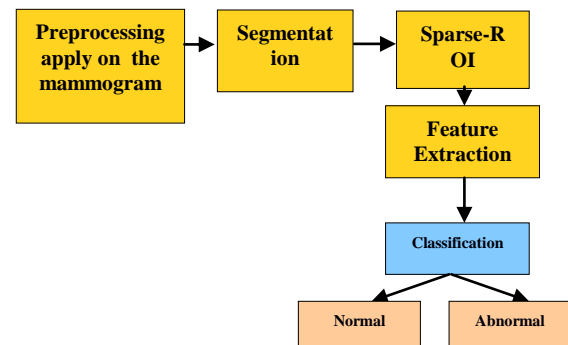 Preprocessing
apply on the
mammogram
Segmentat
ion
Sparse-R
OI
Feature
Extraction
Classification
Normal
Abnormal